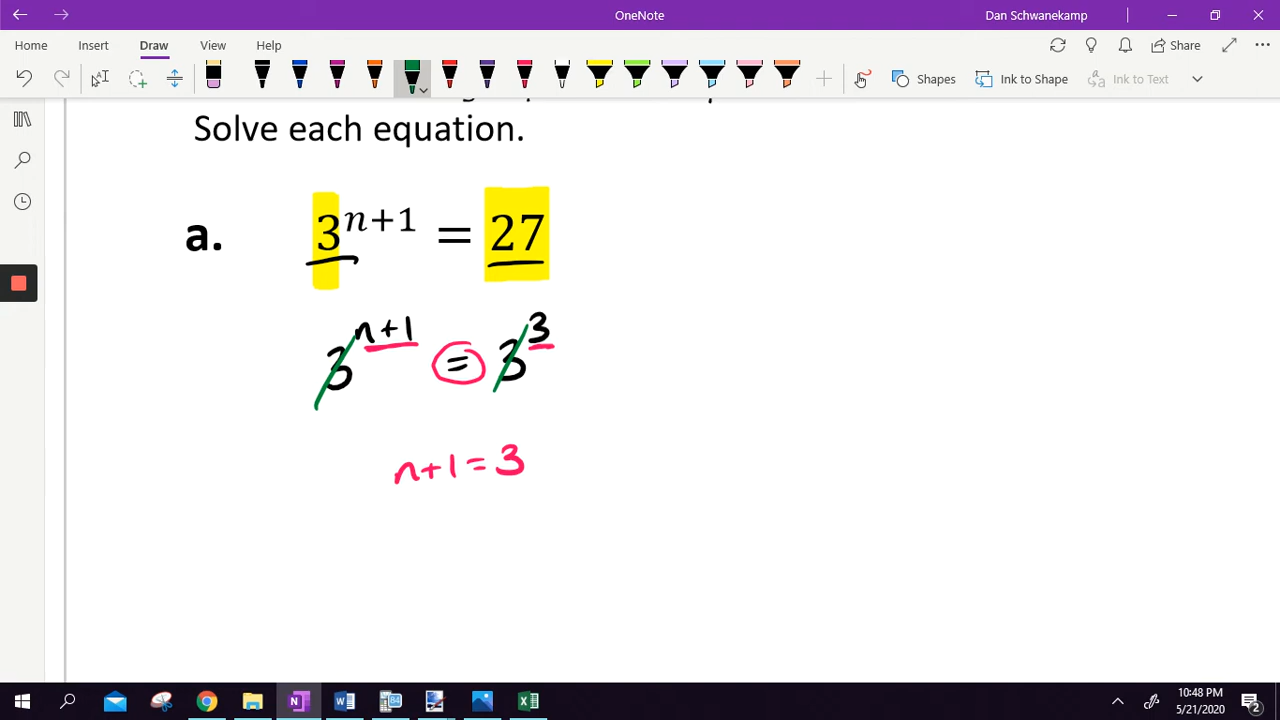 OneNote
Dan Schwanekamp
Home Insert Draw View Help
Share
Shapes
Ink to Shape
Ink to Text
Solve each equation.
a. 3^{n+1} = 27
3^{n+1} = 3^3
n+1=3
10:48 PM
5/21/2020
2